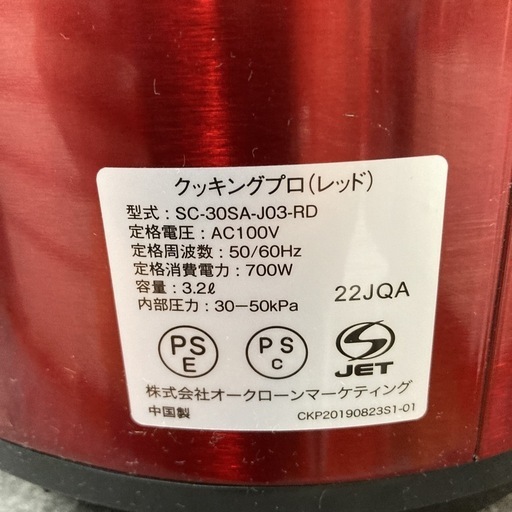 クッキングプロ(レッド)
型式：SC-30SA-J03-RD
定格電圧：AC100V
定格周波数：50/60Hz
定格消費電力：700W
容量：3.2ℓ
内部圧力：30－50kPa
22JQA
PS
E
PS
C
S
JET
株式会社オークローンマーケティング
中国製
CKP20190823S1-01